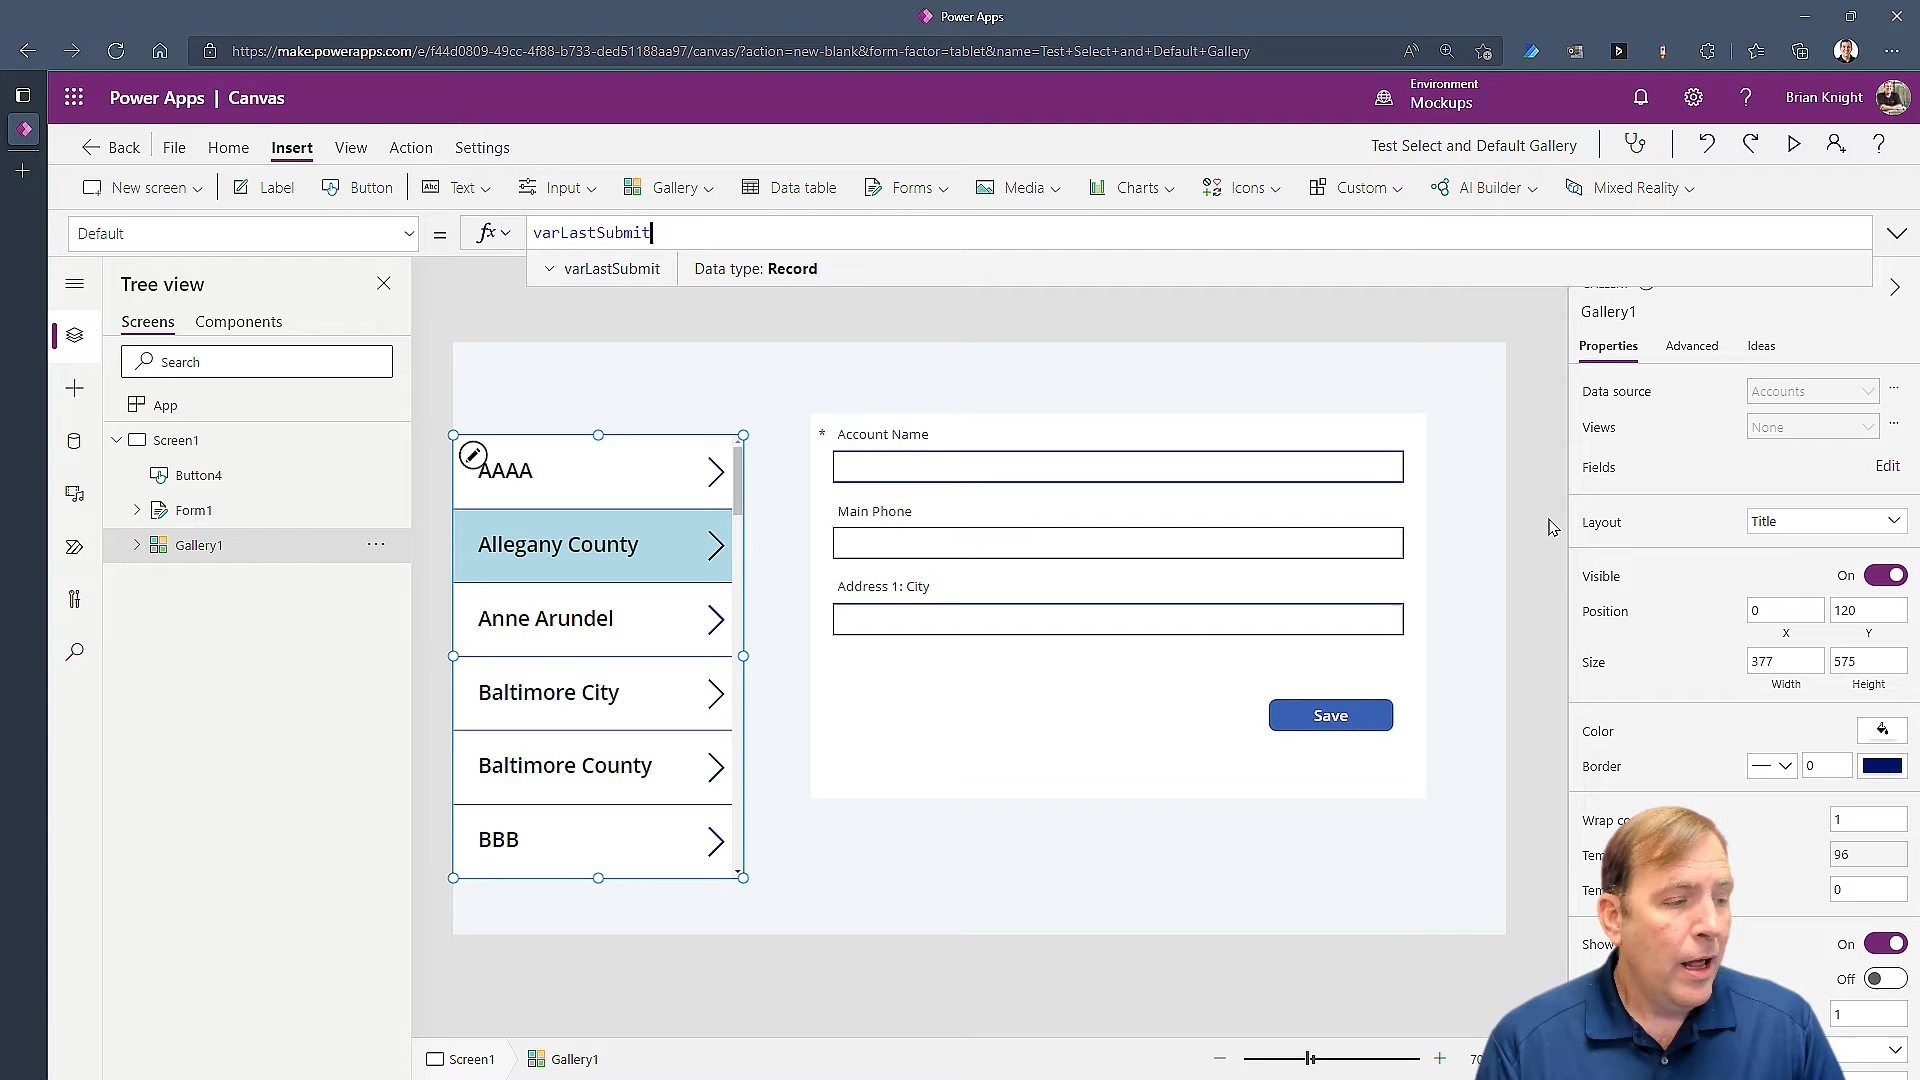 Power Apps
https://make.powerapps.com/e/f44d0809-49cc-4f88-b733-ded51188aa97/canvas/?action=new-blank&form-factor=tablet&name=Test+Select+and+Default+Gallery
Power Apps | Canvas
Environment
Mockups
Brian Knight
Back File Home Insert View Action Settings
Test Select and Default Gallery
New screen Label Button Text Input Gallery Data table Forms Media Charts Icons Custom AI Builder Mixed Reality
Default = fx varLastSubmit
varLastSubmit Data type: Record
Tree view
Screens Components
Search
App
Screen1
Button4
Form1
Gallery1
AAAA
Allegany County
Anne Arundel
Baltimore City
Baltimore County
BBB
* Account Name
Main Phone
Address 1: City
Save
Gallery1
Properties Advanced Ideas
Data source Accounts
Views None
Fields Edit
Layout Title
Visible On
Position 0 120
X Y
Size 377 575
Width Height
Color
Border 0
Wrap 1
96
0
Show On
Off
1
Screen1 Gallery1